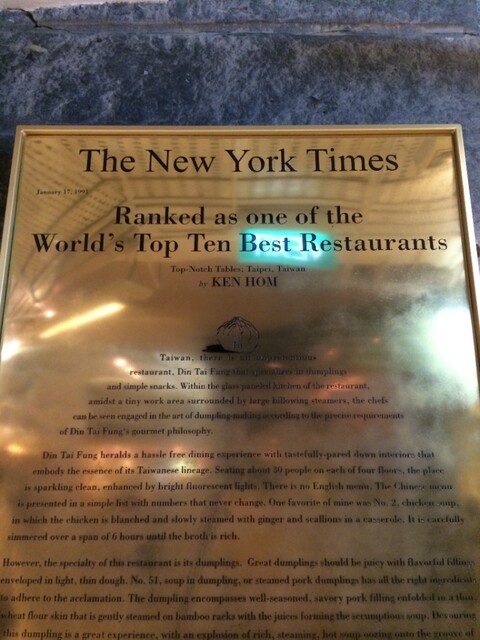 The New York Times
January 17, 1993
Ranked as one of the
World's Top Ten Best Restaurants
Top-Notch Tables; Taipei, Taiwan
by KEN HOM
In
Taiwan, there is an unpretentious
restaurant, Din Tai Fung that specializes in dumplings
and simple snacks. Within the glass paneled kitchen of the restaurant,
amidst a tiny work area surrounded by large billowing steamers, the chefs
can be seen engaged in the art of dumpling-making according to the precise requirements
of Din Tai Fung's gourmet philosophy.
Din Tai Fung heralds a hassle free dining experience with tastefully-pared down interiors that
embody the essence of its Taiwanese lineage. Seating about 30 people on each of four floors, the place
is sparkling clean, enhanced by bright fluorescent lights. There is no English menu. The Chinese menu
is presented in a simple list with numbers that never change. One favorite of mine was No. 2, chicken soup,
in which the chicken is blanched and slowly steamed with ginger and scallions in a casserole. It is carefully
simmered over a span of 6 hours until the broth is rich.
However, the specialty of this restaurant is its dumplings. Great dumplings should be juicy with flavorful filling
enveloped in light, thin dough. No. 51, soup in dumpling, or steamed pork dumplings has all the right
to adhere to the acclamation. The dumpling encompasses well-seasoned, savory pork filling enfolded in a thin
wheat flour skin that is gently steamed on bamboo racks with the juices forming the scrumptious soup.
this dumpling is a great experience, with an explosion of rich, steaming, hot soup oozing into the